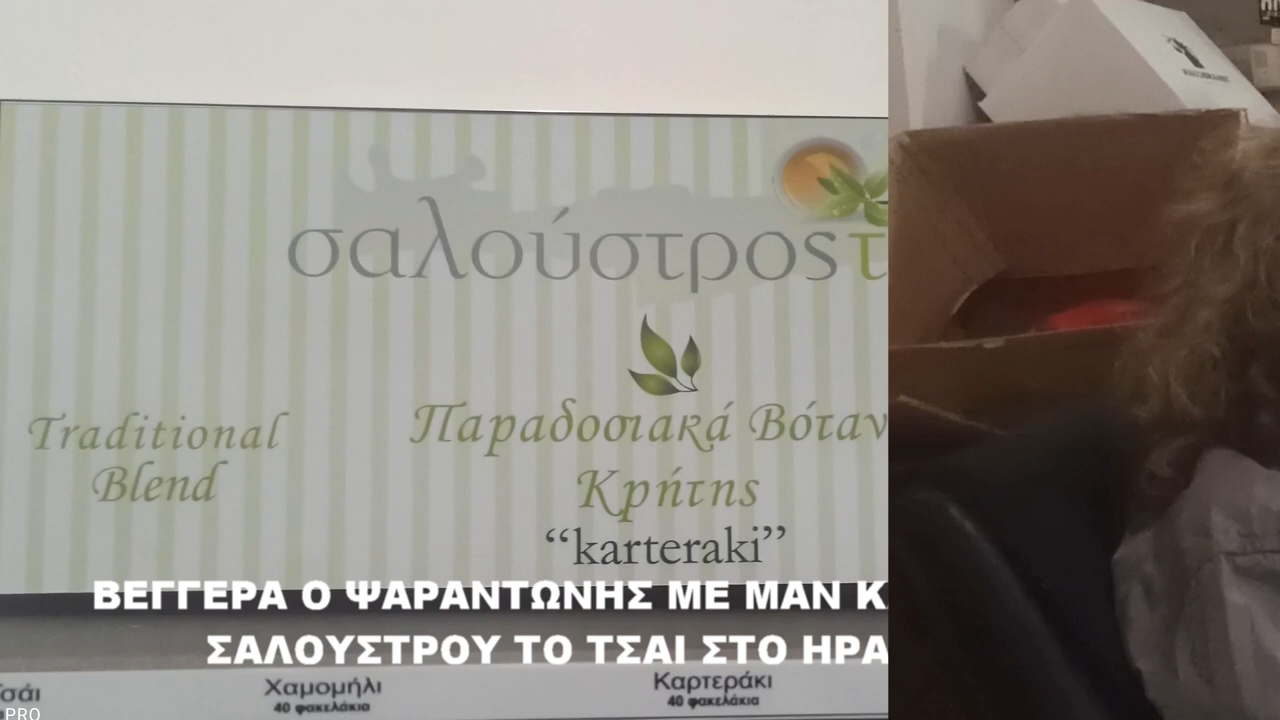 σαλούστρος τ
Traditional
Blend
Παραδοσιακά Βόταν
Κρήτης
“karteraki”
ΒΕΓΓΕΡΑ Ο ΨΑΡΑΝΤΩΝΗΣ ΜΕ ΜΑΝ Κ
ΣΑΛΟΥΣΤΡΟΥ ΤΟ ΤΣΑΙ ΣΤΟ ΗΡΑ
σάι
Χαμομήλι
40 φακελάκια
Καρτεράκι
40 φακελάκια
PRO